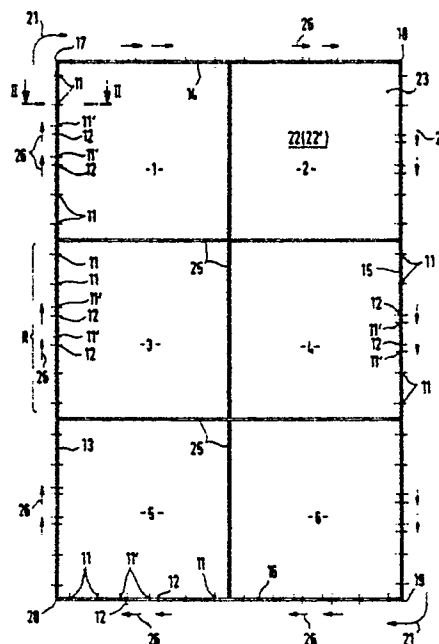 21 17 26 26 18
11 14 23
II II
11' 22(22')
12
26 11' -1- -2-
12
11
25
11 11
11 15
11' 12
12 11'
R 11' -3- -4- 12
12 11'
26 11
13 25
26 -5- -6-
11 11' 12 11 16 19
20 12 26 26 21